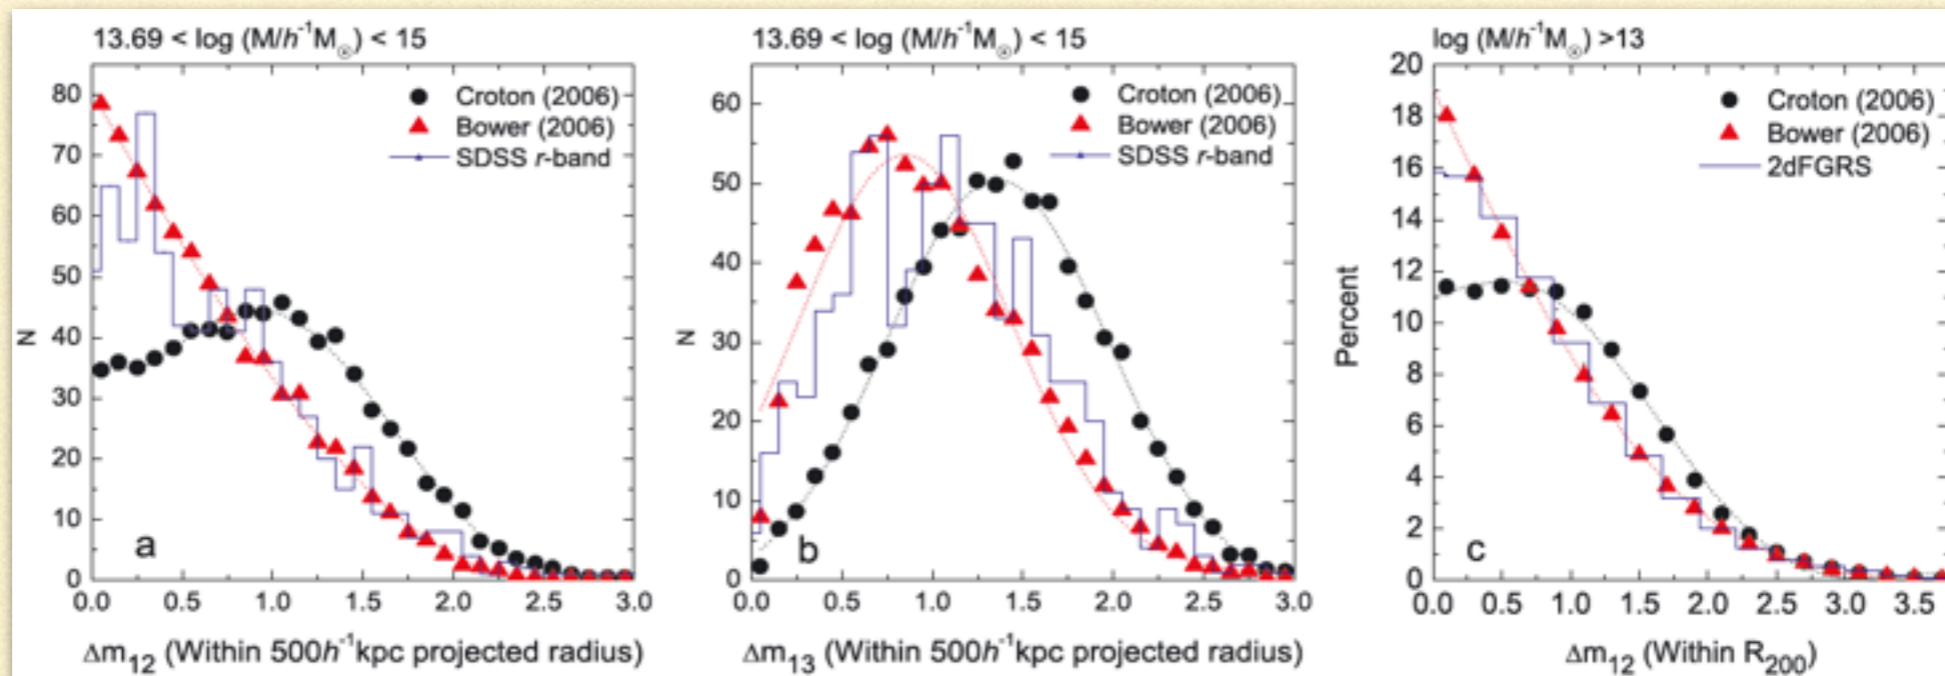 13.69 < log (M/h⁻¹M☉) < 15
80
70
60
50
40
30
20
10
0
N
Croton (2006)
Bower (2006)
SDSS r-band
a
0.0 0.5 1.0 1.5 2.0 2.5 3.0
Δm₁₂ (Within 500h⁻¹kpc projected radius)
13.69 < log (M/h⁻¹M☉) < 15
60
50
40
30
20
10
0
N
Croton (2006)
Bower (2006)
SDSS r-band
b
0.0 0.5 1.0 1.5 2.0 2.5 3.0
Δm₁₃ (Within 500h⁻¹kpc projected radius)
log (M/h⁻¹M☉) >13
20
18
16
14
12
10
8
6
4
2
0
Percent
Croton (2006)
Bower (2006)
2dFGRS
c
0.0 0.5 1.0 1.5 2.0 2.5 3.0 3.5
Δm₁₂ (Within R₂₀₀)